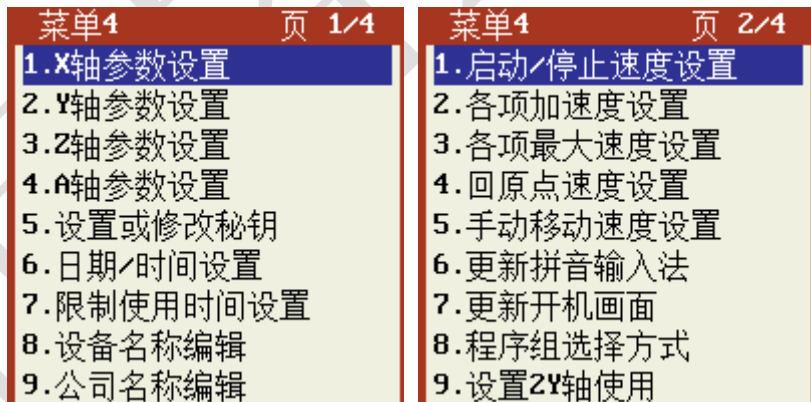 菜单4 页 1/4
1.X轴参数设置
2.Y轴参数设置
3.Z轴参数设置
4.A轴参数设置
5.设置或修改秘钥
6.日期/时间设置
7.限制使用时间设置
8.设备名称编辑
9.公司名称编辑
菜单4 页 2/4
1.启动/停止速度设置
2.各项加速度设置
3.各项最大速度设置
4.回原点速度设置
5.手动移动速度设置
6.更新拼音输入法
7.更新开机画面
8.程序组选择方式
9.设置2Y轴使用